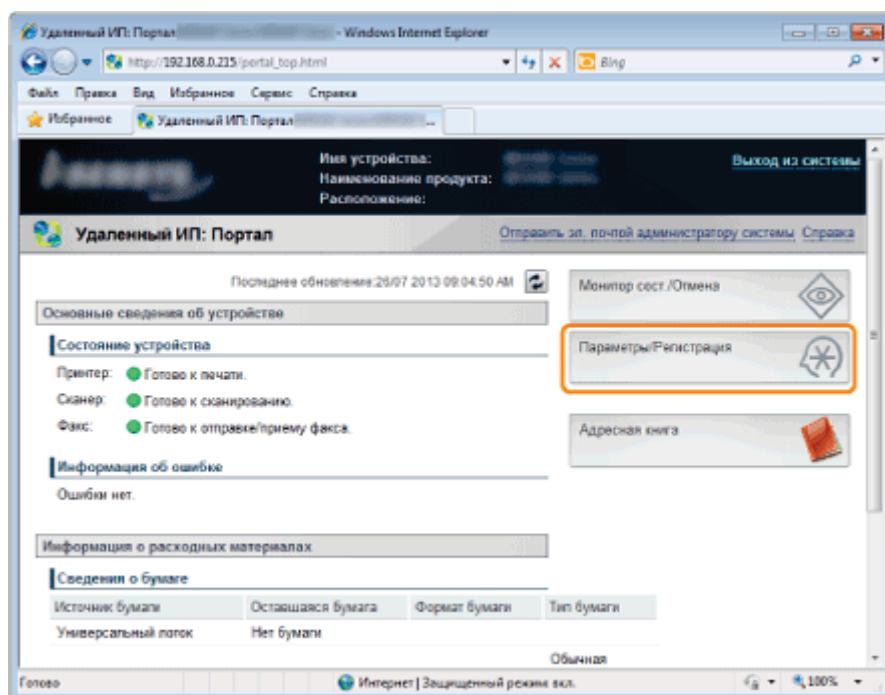 Удаленный ИП: Портал - Windows Internet Explorer
http://192.168.0.215/portal_top.html
Bing
Файл Правка Вид Избранное Сервис Справка
Избранное
Удаленный ИП: Портал ...
Имя устройства:
Наименование продукта:
Расположение:
Выход из системы
Удаленный ИП: Портал
Отправить эл. почтой администратору системы Справка
Последнее обновление:26/07 2013 09:04:50 AM
Основные сведения об устройстве
Состояние устройства
Принтер: Готово к печати.
Сканер: Готово к сканированию.
Факс: Готово к отправке/приему факса.
Информация об ошибке
Ошибки нет.
Информация о расходных материалах
Сведения о бумаге
Источник бумаги Оставшаяся бумага Формат бумаги Тип бумаги
Универсальный лоток Нет бумаги
Обычная
Монитор сост./Отмена
Параметры/Регистрация
Адресная книга
Готово
Интернет | Защищенный режим: вкл.
100%